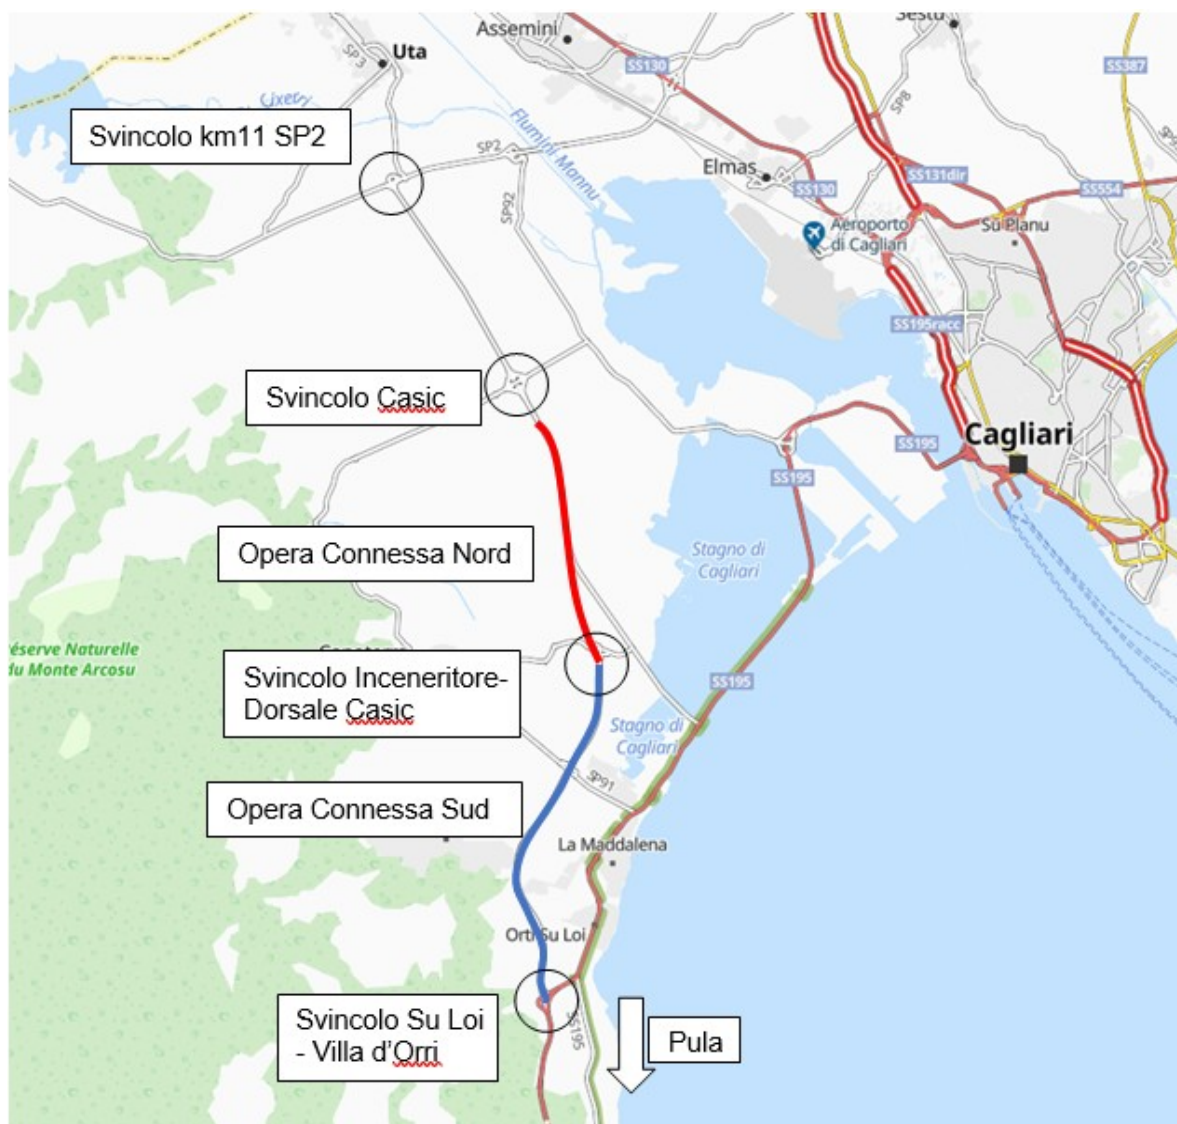 Sestu
Assemini
Uta
SP3
SS130
SS387
Cixerri
SP8
Svincolo km11 SP2
Flumini Mannu
SP2
Elmas
SS131dir
SS130
SS554
SP92
Aeroporto
di Cagliari
Su Planu
SS195racc
Svincolo Casic
Cagliari
SS195
SS195
Opera Connessa Nord
Stagno di
Cagliari
éserve Naturelle
du Monte Arcosu
Svincolo Inceneritore-
Dorsale Casic
SS195
Stagno di
Cagliari
SP91
Opera Connessa Sud
La Maddalena
Orti Su Loi
Svincolo Su Loi
- Villa d'Orri
SS195
Pula